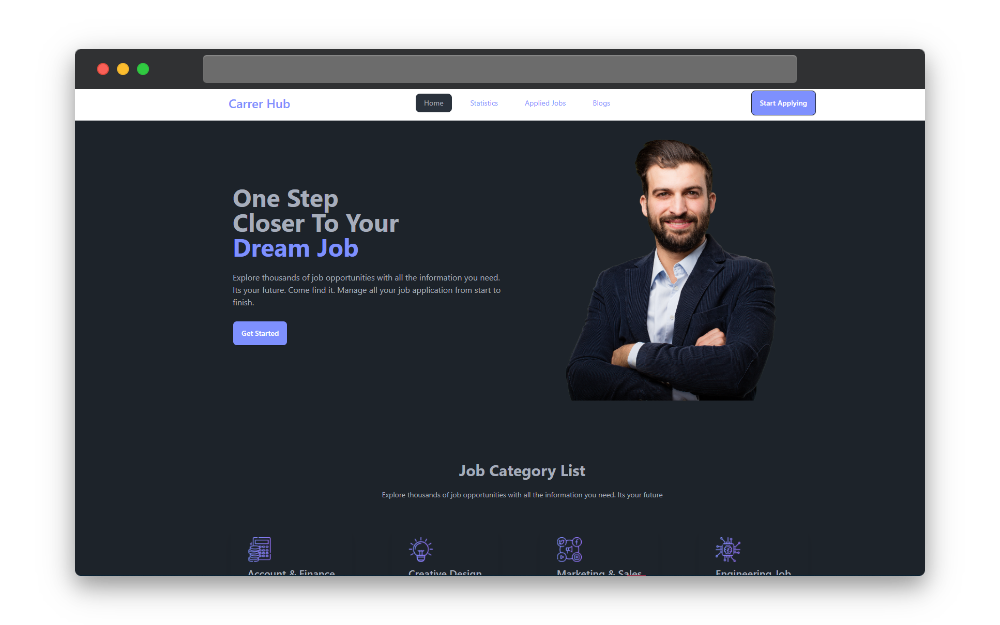 Carrer Hub
Home
Statistics
Applied Jobs
Blogs
Start Applying
One Step
Closer To Your
Dream Job
Explore thousands of job opportunities with all the information you need.
Its your future. Come find it. Manage all your job application from start to
finish.
Get Started
Job Category List
Explore thousands of job opportunities with all the information you need. Its your future
Account & Finance
Creative Design
Marketing & Sales
Engineering Job